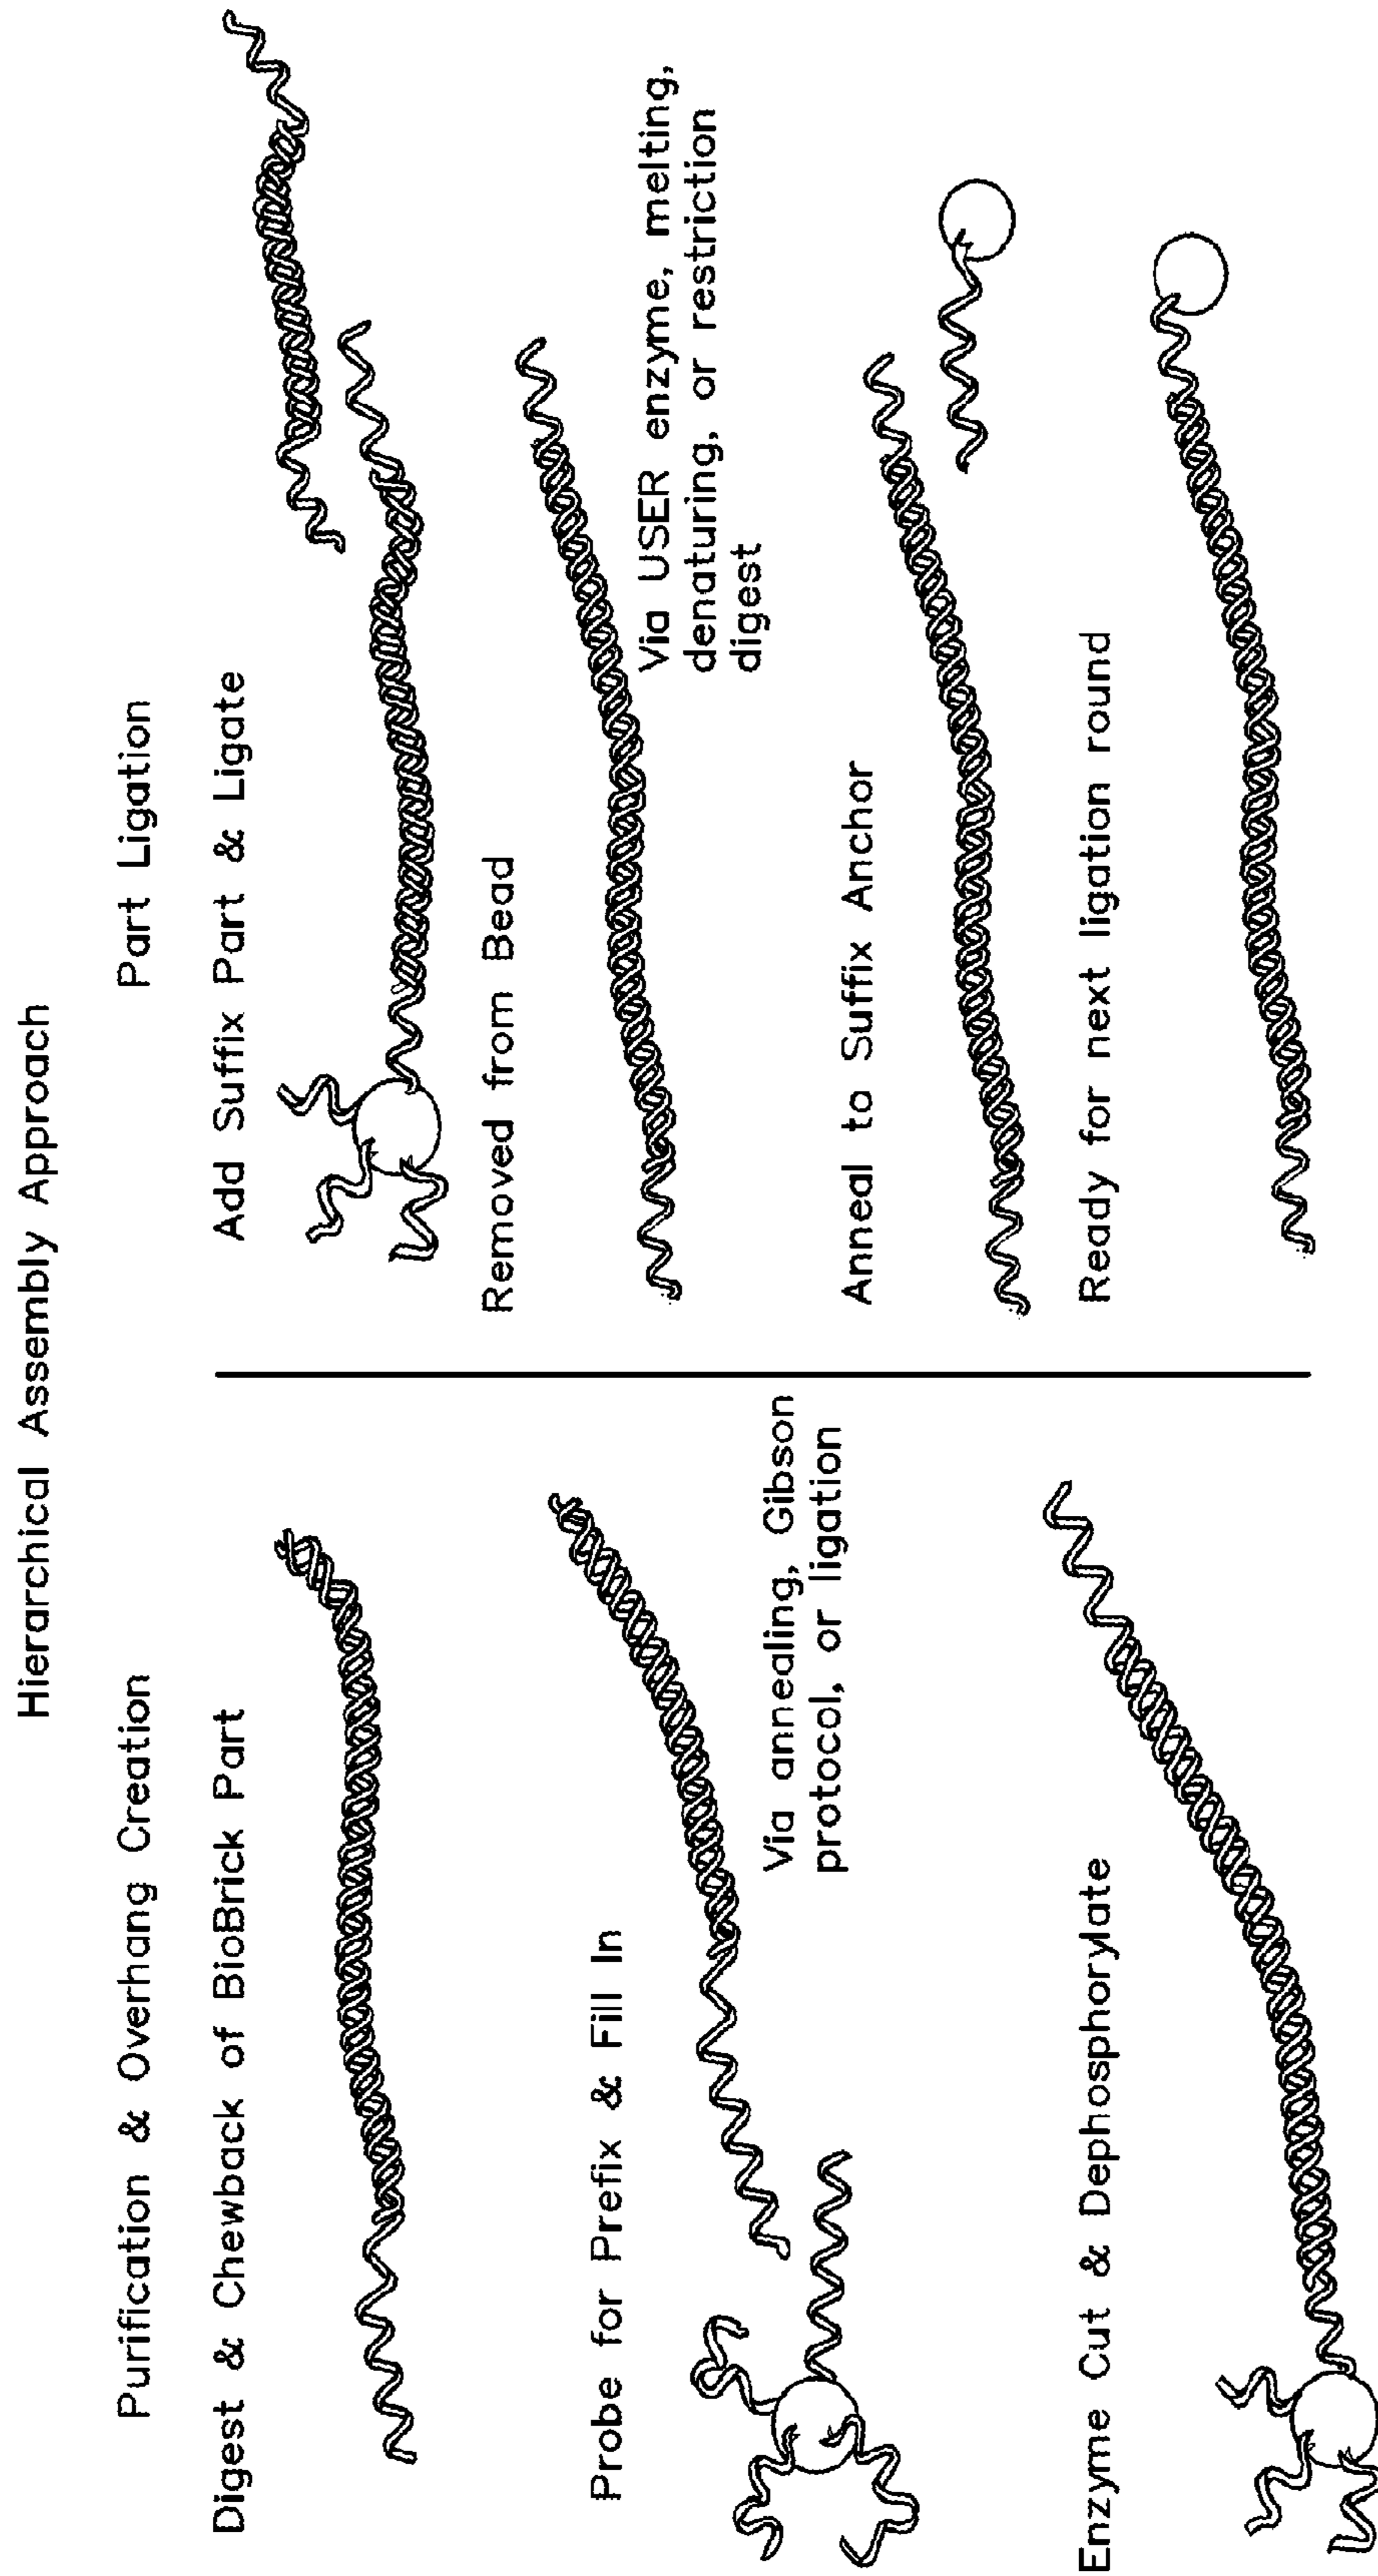 Hierarchical Assembly Approach
Purification & Overhang Creation
Digest & Chewback of BioBrick Part
Probe for Prefix & Fill In
Via annealing, Gibson
protocol, or ligation
Enzyme Cut & Dephosphorylate
Part Ligation
Add Suffix Part & Ligate
Removed from Bead
Via USER enzyme, melting,
denaturing, or restriction
digest
Anneal to Suffix Anchor
Ready for next ligation round